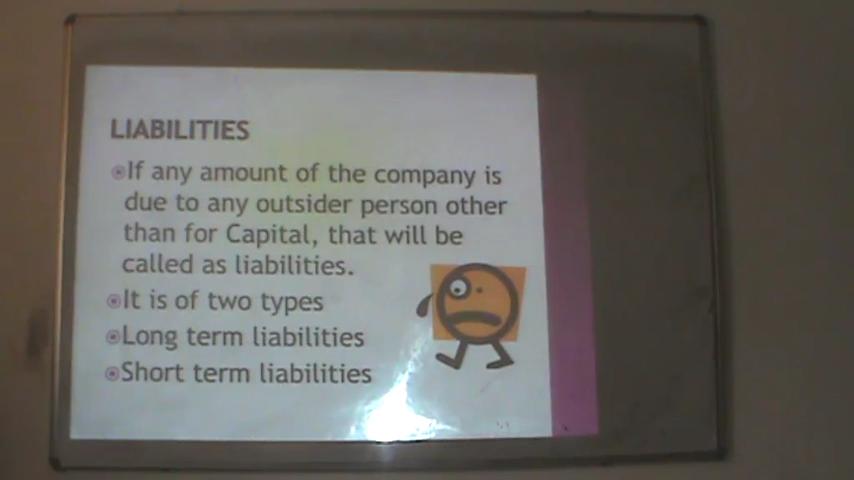 LIABILITIES
If any amount of the company is
due to any outsider person other
than for Capital, that will be
called as liabilities.
It is of two types
Long term liabilities
Short term liabilities